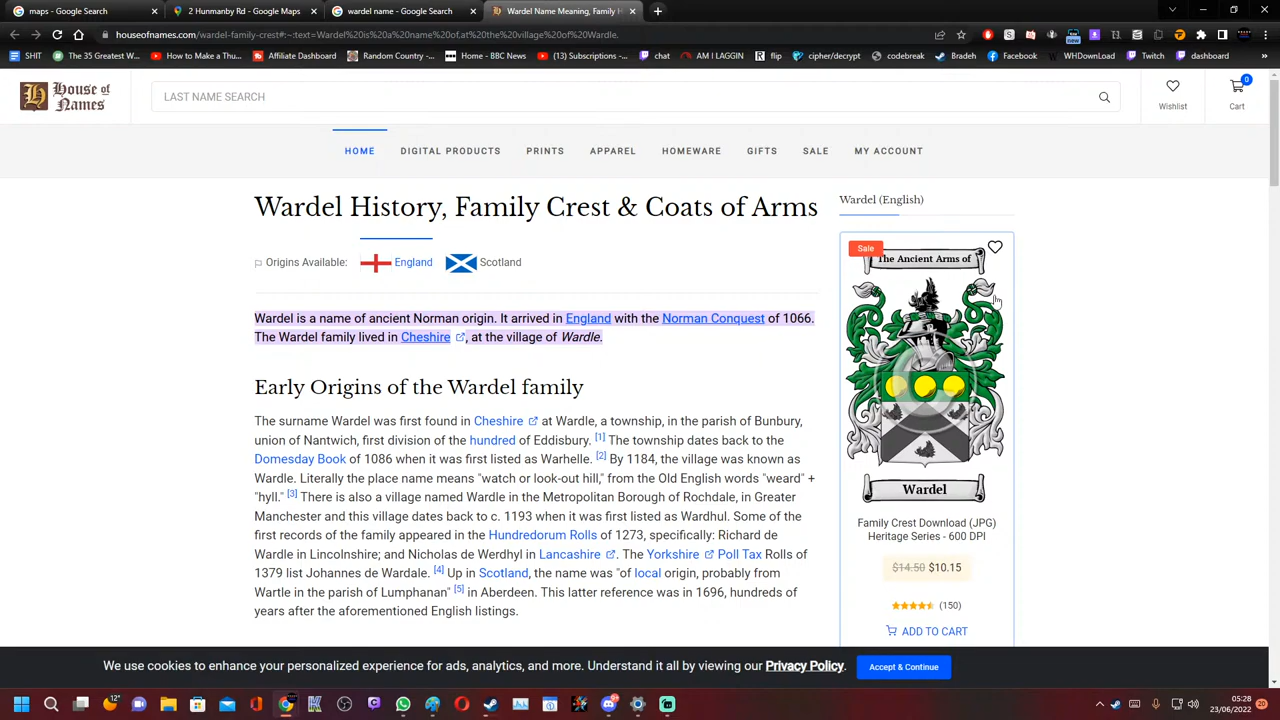 maps - Google Search
2 Hunmanby Rd - Google Maps
wardel name - Google Search
Wardel Name Meaning, Family H
houseofnames.com/wardel-family-crest#:~:text=Wardel%20is%20a%20name%20of,at%20the%20village%20of%20Wardle.
SHIT
The 35 Greatest W...
How to Make a Thu...
Affiliate Dashboard
Random Country -...
Home - BBC News
(13) Subscriptions -...
chat
AM I LAGGIN
flip
cipher/decrypt
codebreak
Bradeh
Facebook
WHDownLoad
Twitch
dashboard
House of Names
LAST NAME SEARCH
Wishlist
0
Cart
HOME DIGITAL PRODUCTS PRINTS APPAREL HOMEWARE GIFTS SALE MY ACCOUNT
Wardel History, Family Crest & Coats of Arms
Origins Available: England Scotland
Wardel is a name of ancient Norman origin. It arrived in England with the Norman Conquest of 1066.
The Wardel family lived in Cheshire, at the village of Wardle.
Early Origins of the Wardel family
The surname Wardel was first found in Cheshire at Wardle, a township, in the parish of Bunbury,
union of Nantwich, first division of the hundred of Eddisbury. [1] The township dates back to the
Domesday Book of 1086 when it was first listed as Warhelle. [2] By 1184, the village was known as
Wardle. Literally the place name means "watch or look-out hill," from the Old English words "weard" +
"hyll." [3] There is also a village named Wardle in the Metropolitan Borough of Rochdale, in Greater
Manchester and this village dates back to c. 1193 when it was first listed as Wardhul. Some of the
first records of the family appeared in the Hundredorum Rolls of 1273, specifically: Richard de
Wardle in Lincolnshire; and Nicholas de Werdhyl in Lancashire. The Yorkshire Poll Tax Rolls of
1379 list Johannes de Wardale. [4] Up in Scotland, the name was "of local origin, probably from
Wartle in the parish of Lumphanan" [5] in Aberdeen. This latter reference was in 1696, hundreds of
years after the aforementioned English listings.
Wardel (English)
Sale
The Ancient Arms of
Wardel
Family Crest Download (JPG)
Heritage Series - 600 DPI
$14.50 $10.15
(150)
ADD TO CART
We use cookies to enhance your personalized experience for ads, analytics, and more. Understand it all by viewing our Privacy Policy.
Accept & Continue
12°
05:28
23/06/2022
20